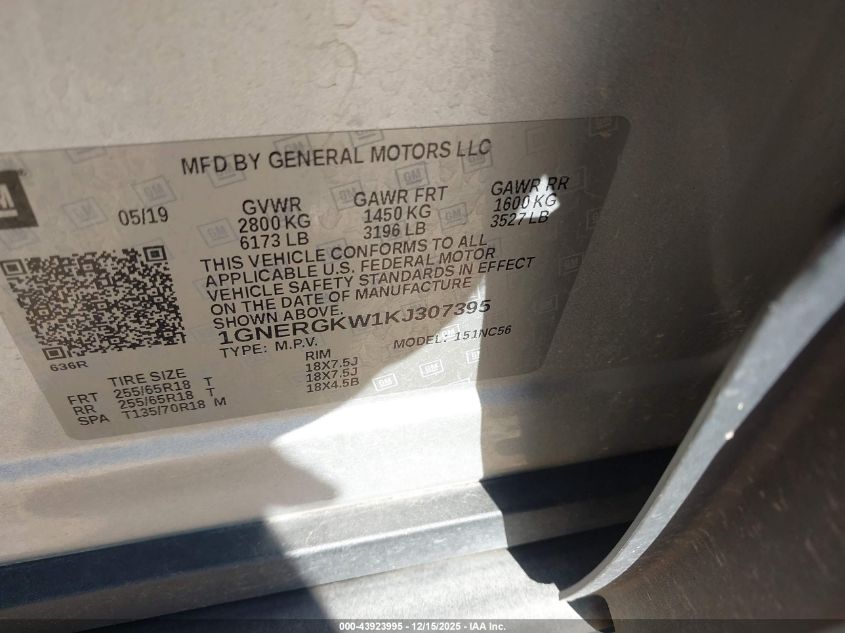 GM
MFD BY GENERAL MOTORS LLC
05/19
GVWR GAWR FRT GAWR RR
2800 KG 1450 KG 1600 KG
6173 LB 3196 LB 3527 LB
THIS VEHICLE CONFORMS TO ALL
APPLICABLE U.S. FEDERAL MOTOR
VEHICLE SAFETY STANDARDS IN EFFECT
ON THE DATE OF MANUFACTURE
SHOWN ABOVE.
1GNERGKW1KJ307395
TYPE: M.P.V. MODEL: 151NC56
636R
TIRE SIZE RIM
FRT 255/65R18 T 18X7.5J
RR 255/65R18 T 18X7.5J
SPA T135/70R18 M 18X4.5B
000-43923995 - 12/15/2025 - IAA Inc.